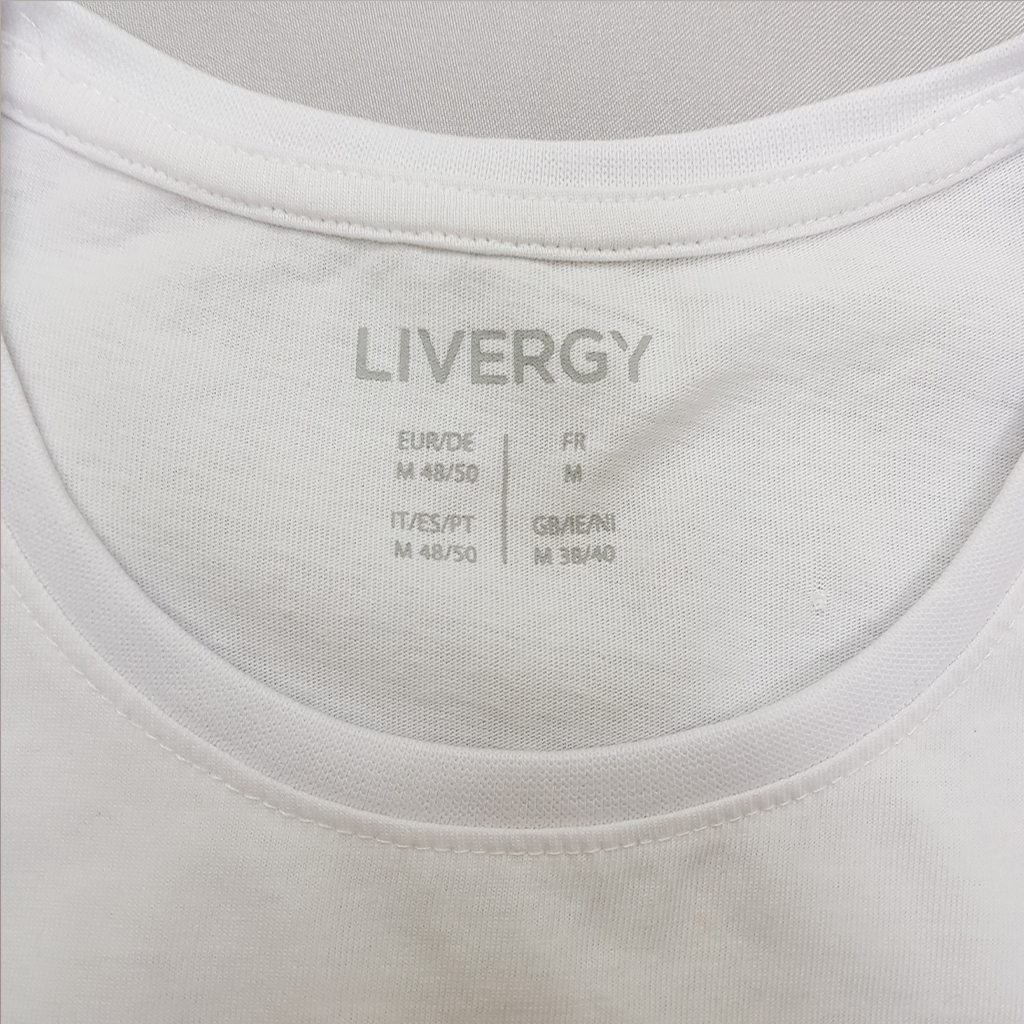 LIVERGY
EUR/DE
M 48/50
FR
M
IT/ES/PT
M 48/50
GB/IE/NI
M 38/40